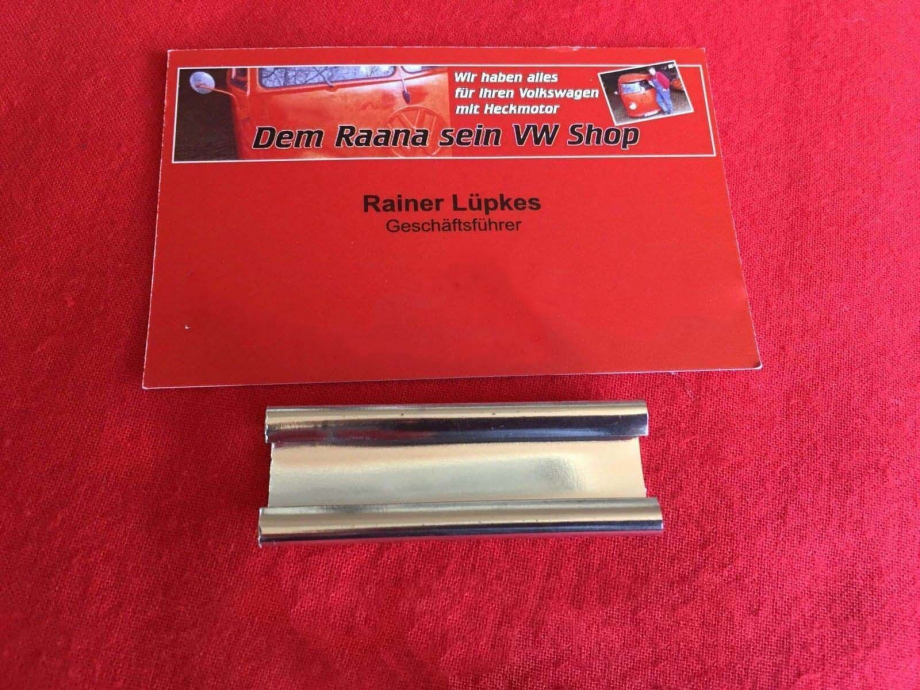 Wir haben alles
für Ihren Volkswagen
mit Heckmotor
Dem Raana sein VW Shop
Rainer Lüpkes
Geschäftsführer